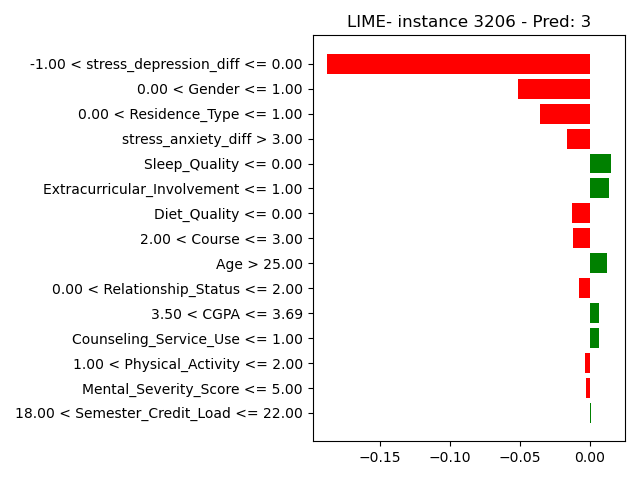 LIME- instance 3206 - Pred: 3
-1.00 < stress_depression_diff <= 0.00
0.00 < Gender <= 1.00
0.00 < Residence_Type <= 1.00
stress_anxiety_diff > 3.00
Sleep_Quality <= 0.00
Extracurricular_Involvement <= 1.00
Diet_Quality <= 0.00
2.00 < Course <= 3.00
Age > 25.00
0.00 < Relationship_Status <= 2.00
3.50 < CGPA <= 3.69
Counseling_Service_Use <= 1.00
1.00 < Physical_Activity <= 2.00
Mental_Severity_Score <= 5.00
18.00 < Semester_Credit_Load <= 22.00
−0.15 −0.10 −0.05 0.00